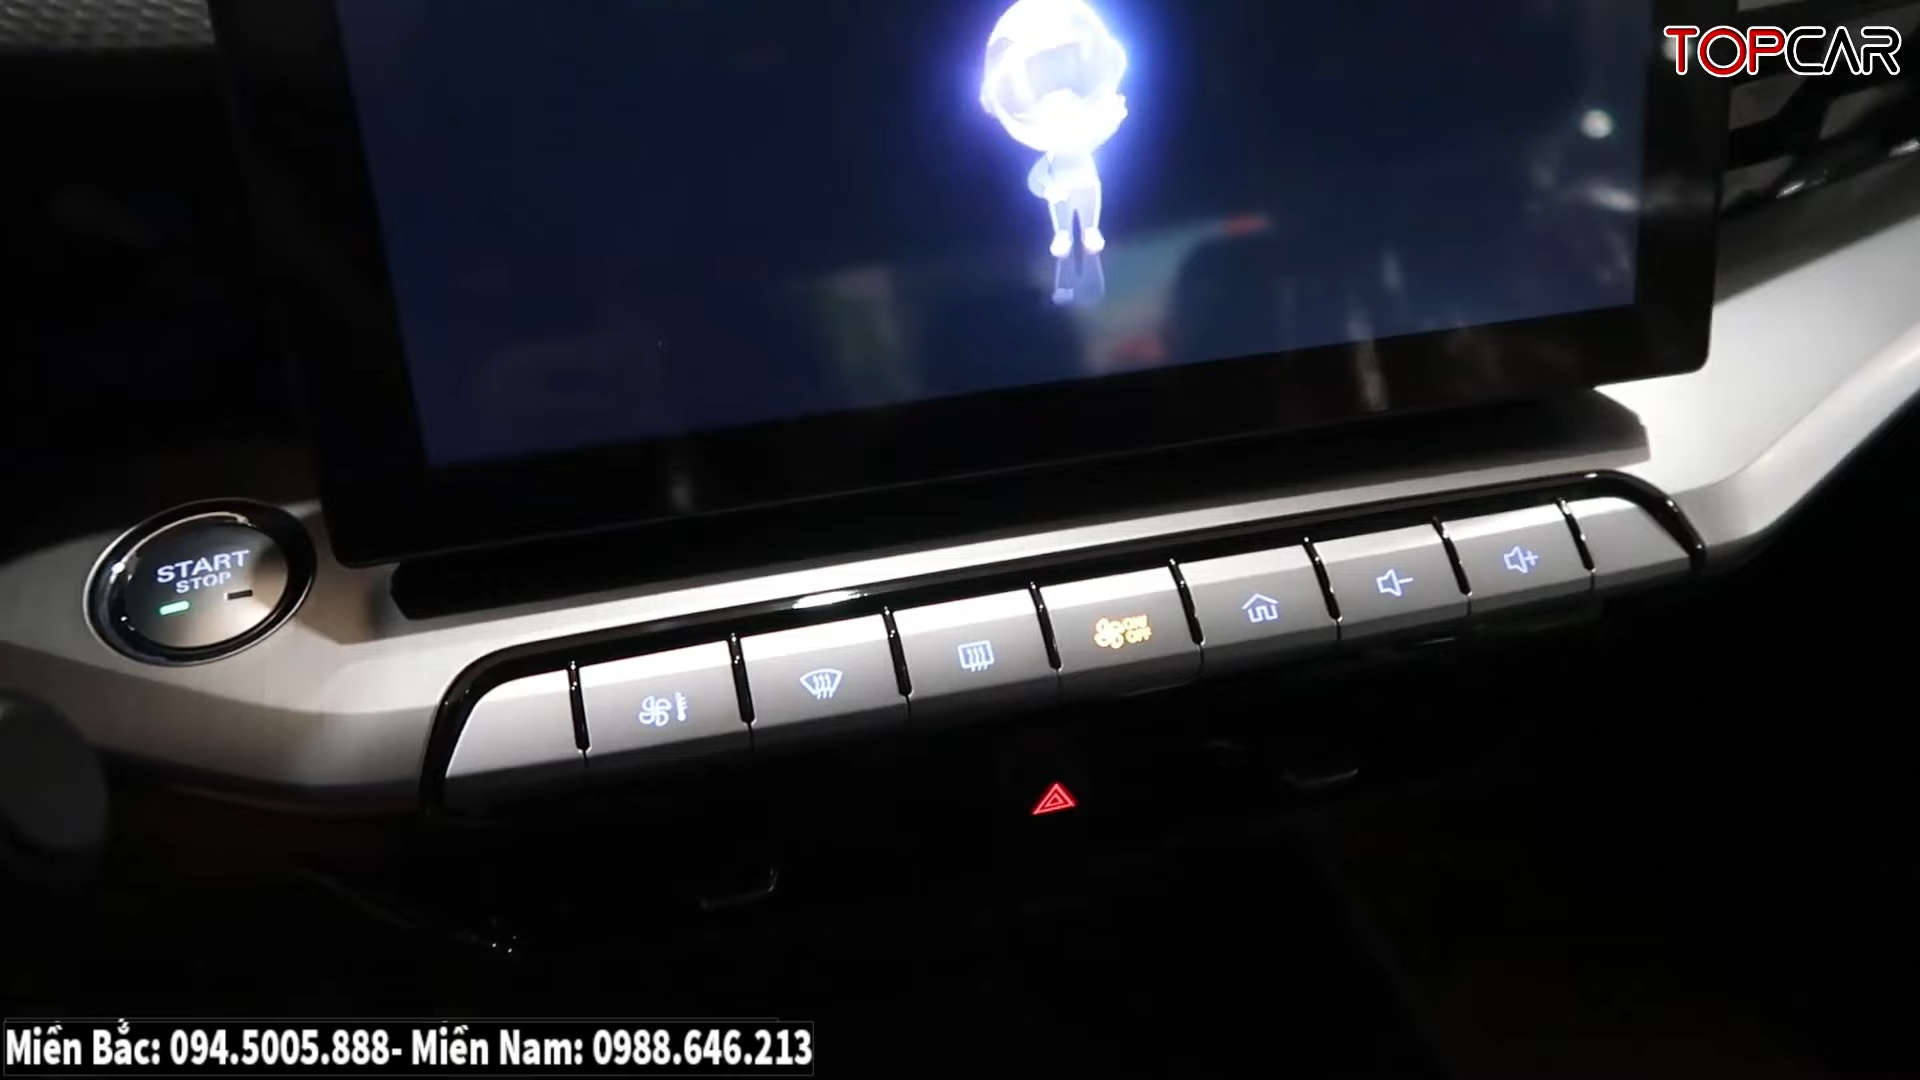 TOPCAR
START
STOP
ON/
OFF
Miền Bắc: 094.5005.888- Miền Nam: 0988.646.213